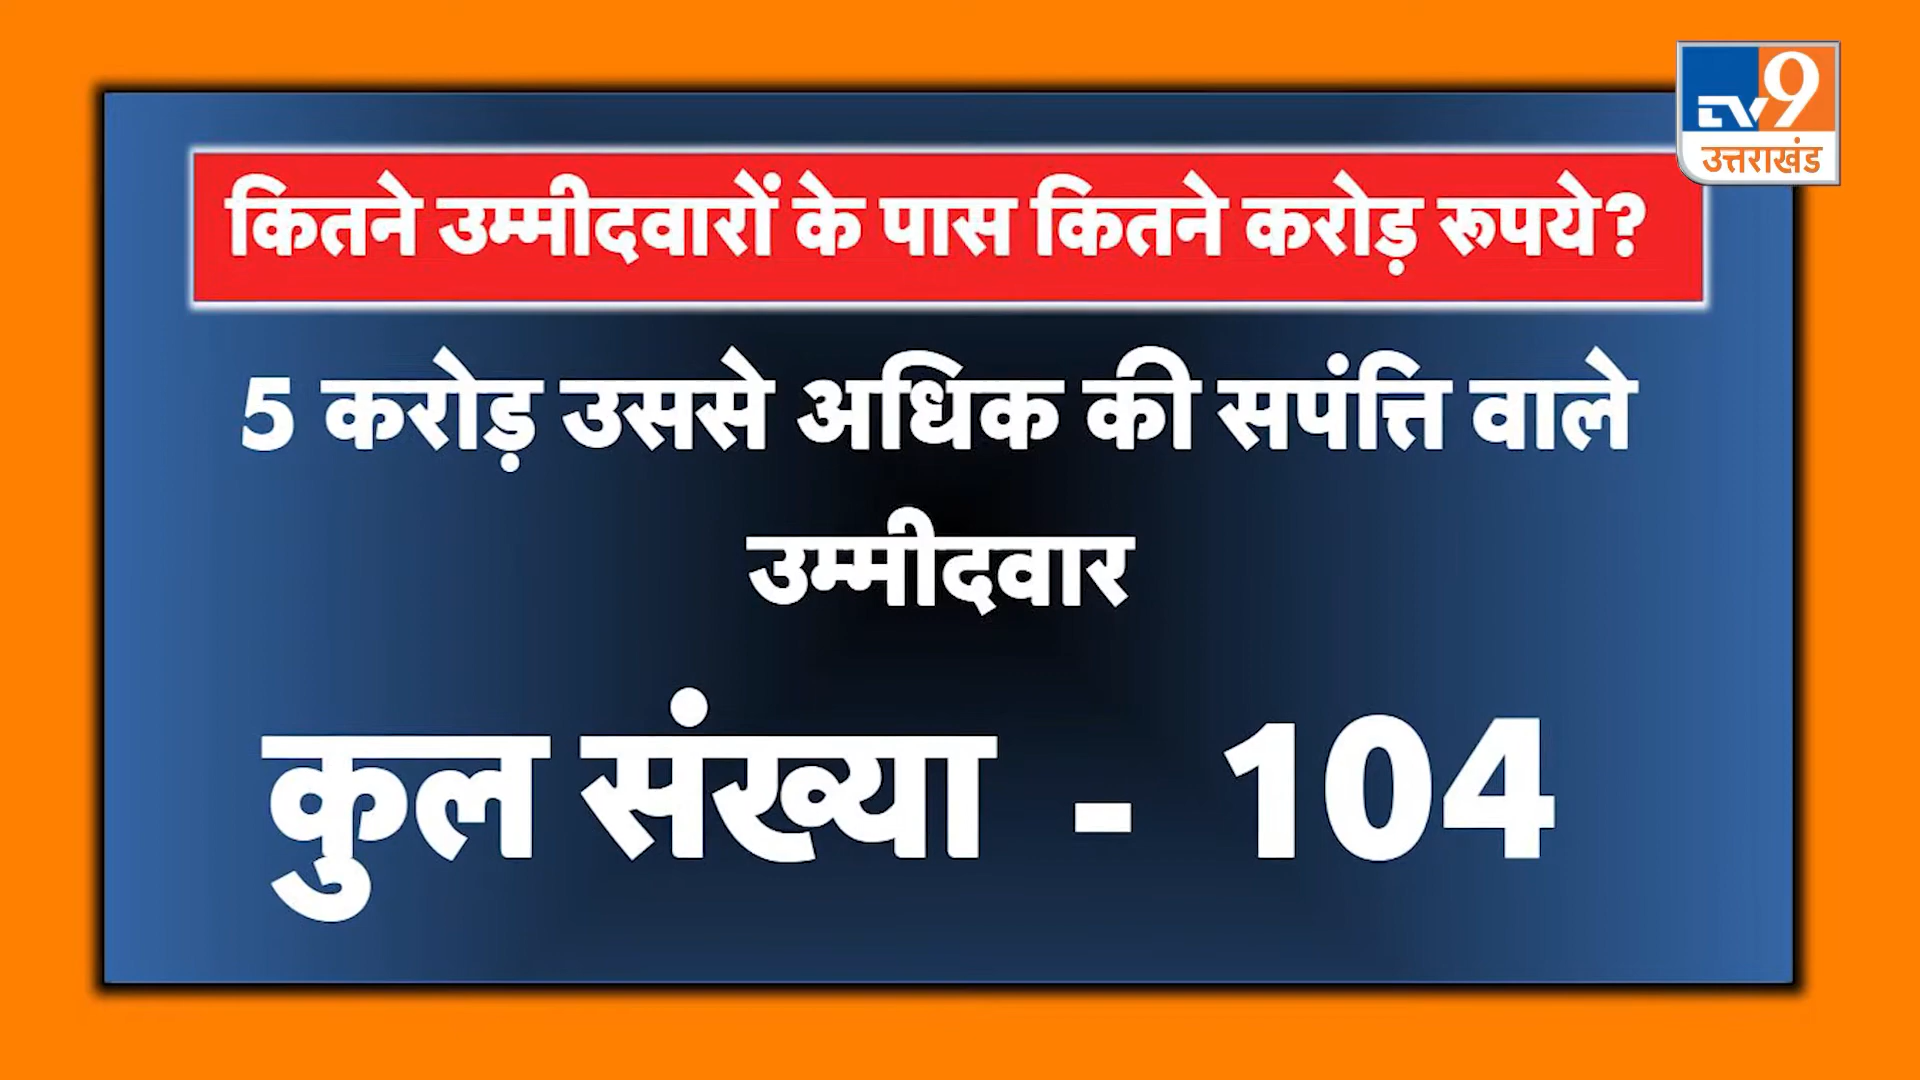 TV9
उत्तराखंड
कितने उम्मीदवारों के पास कितने करोड़ रूपये?
5 करोड़ उससे अधिक की सपंत्ति वाले
उम्मीदवार
कुल संख्या - 104